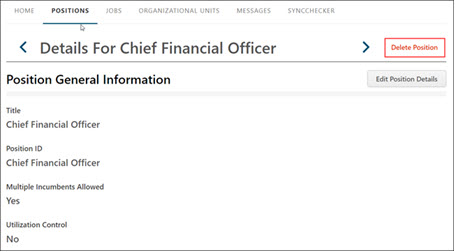 HOME POSITIONS JOBS ORGANIZATIONAL UNITS MESSAGES SYNCCHECKER
Details For Chief Financial Officer
Delete Position
Position General Information
Edit Position Details
Title
Chief Financial Officer
Position ID
Chief Financial Officer
Multiple Incumbents Allowed
Yes
Utilization Control
No